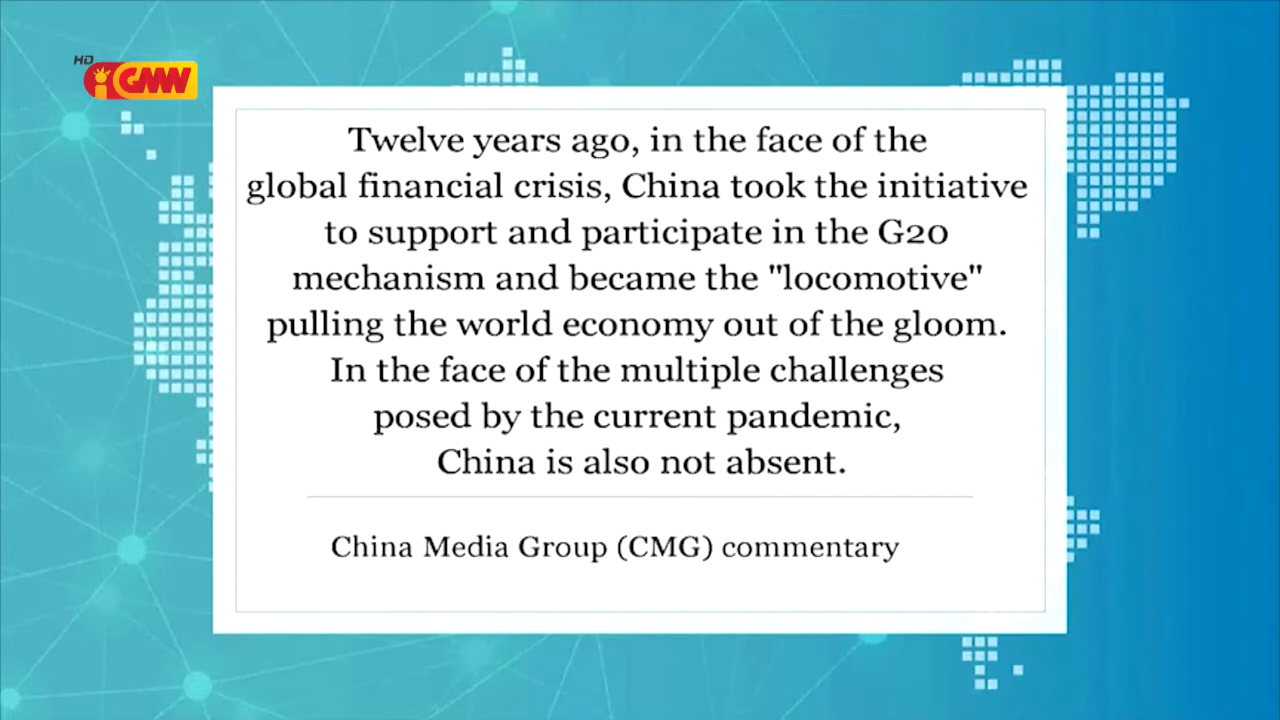 HD
iGMW
Twelve years ago, in the face of the
global financial crisis, China took the initiative
to support and participate in the G20
mechanism and became the "locomotive"
pulling the world economy out of the gloom.
In the face of the multiple challenges
posed by the current pandemic,
China is also not absent.
China Media Group (CMG) commentary